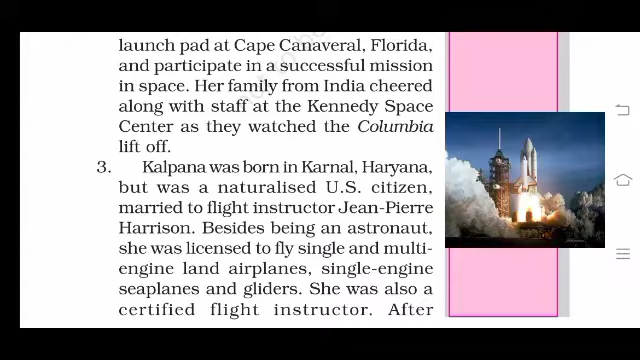 launch pad at Cape Canaveral, Florida,
and participate in a successful mission
in space. Her family from India cheered
along with staff at the Kennedy Space
Center as they watched the Columbia
lift off.
3. Kalpana was born in Karnal, Haryana,
but was a naturalised U.S. citizen,
married to flight instructor Jean-Pierre
Harrison. Besides being an astronaut,
she was licensed to fly single and multi-
engine land airplanes, single-engine
seaplanes and gliders. She was also a
certified flight instructor. After